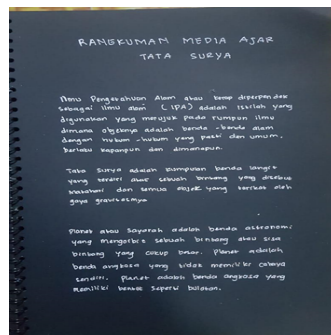 RANGKUMAN MEDIA AJAR
TATA SURYA
Ilmu Pengetahuan Alam atau kerap diperpendek
sebagai ilmu alam (IPA) adalah istilah yang
digunakan yang merujuk pada rumpun ilmu
dimana objeknya adalah benda-benda alam
dengan hukum-hukum yang pasti dan umum,
berlaku kapanpun dan dimanapun.
Tata Surya adalah kumpulan benda langit
yang terdiri atas sebuah bintang yang disebut
matahari dan semua objek yang terikat oleh
gaya gravitasinya
Planet atau Sayarah adalah benda astronomi
yang mengorbit sebuah bintang atau sisa
bintang yang cukup besar. Planet adalah
benda angkasa yang tidak memiliki cahaya
sendiri. Planet adalah benda angkasa yang
memiliki bentuk seperti bulatan.